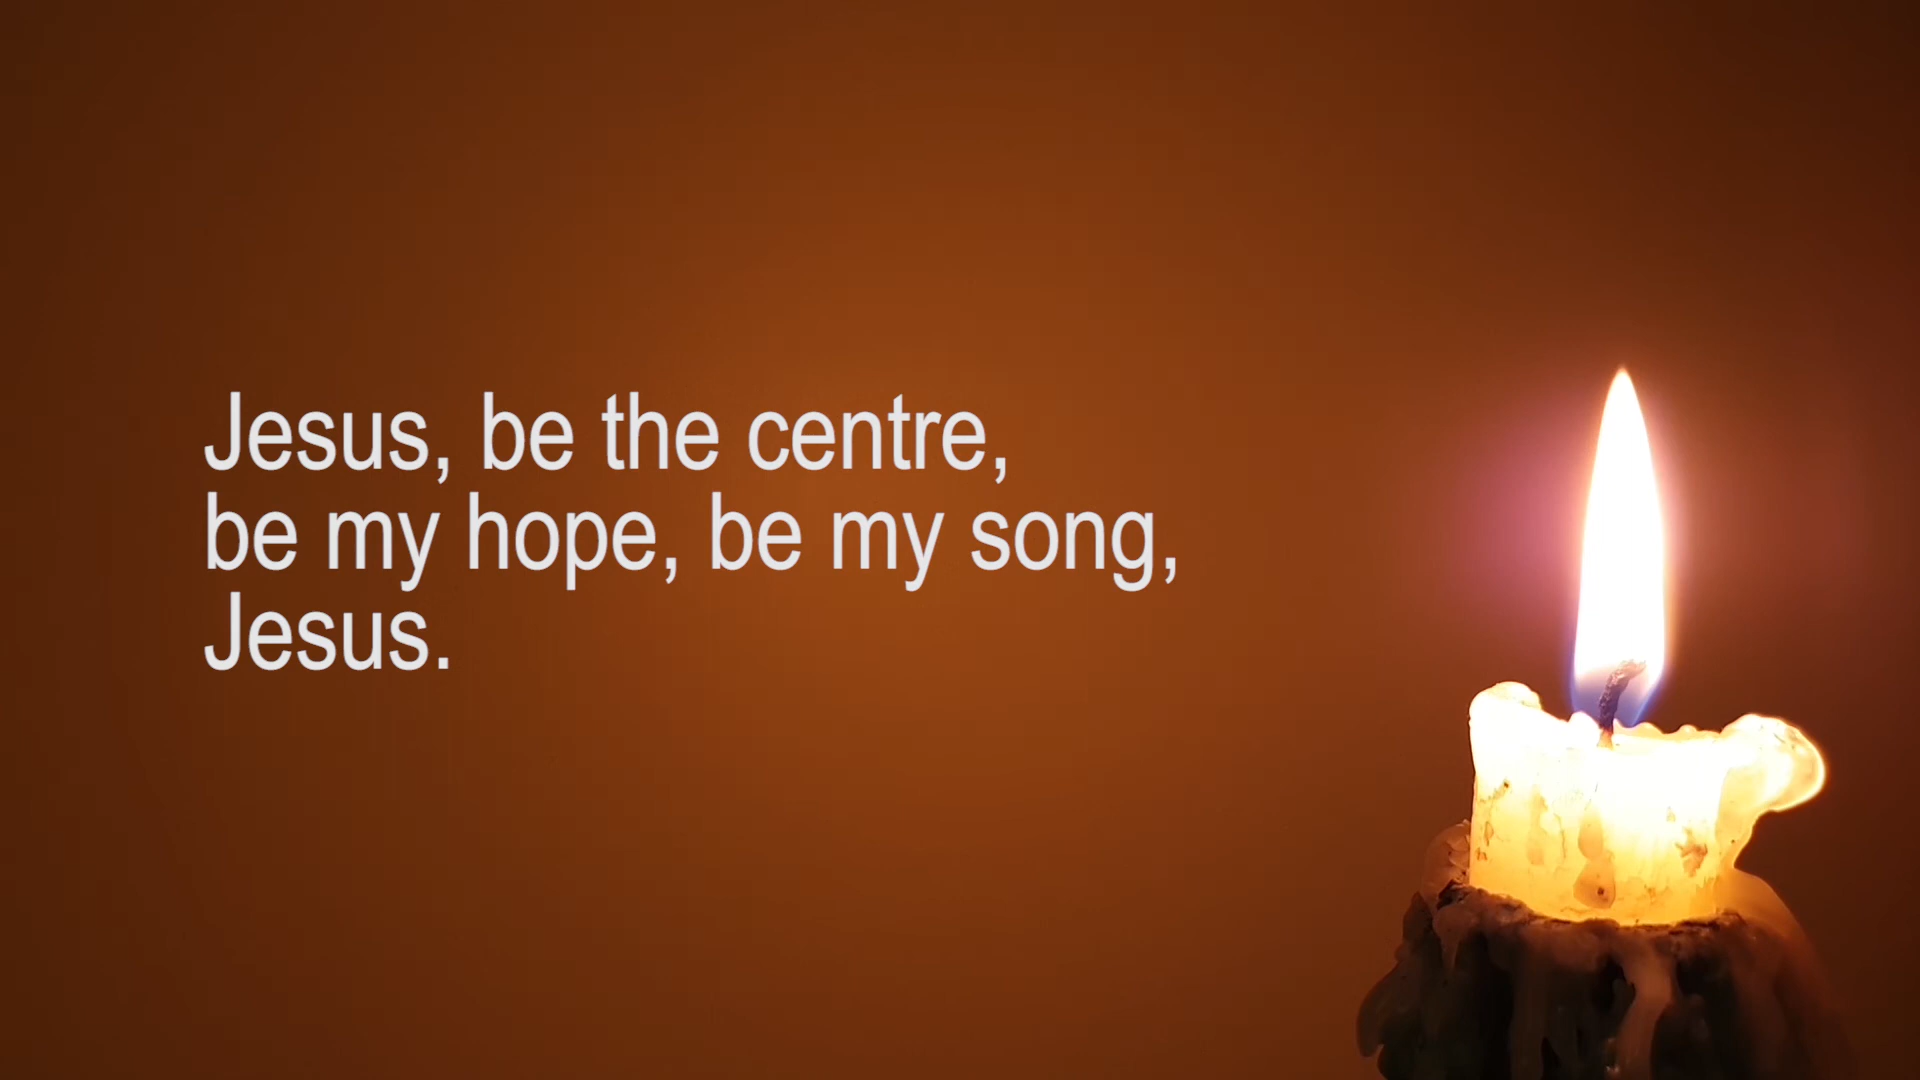 Jesus, be the centre,
be my hope, be my song,
Jesus.